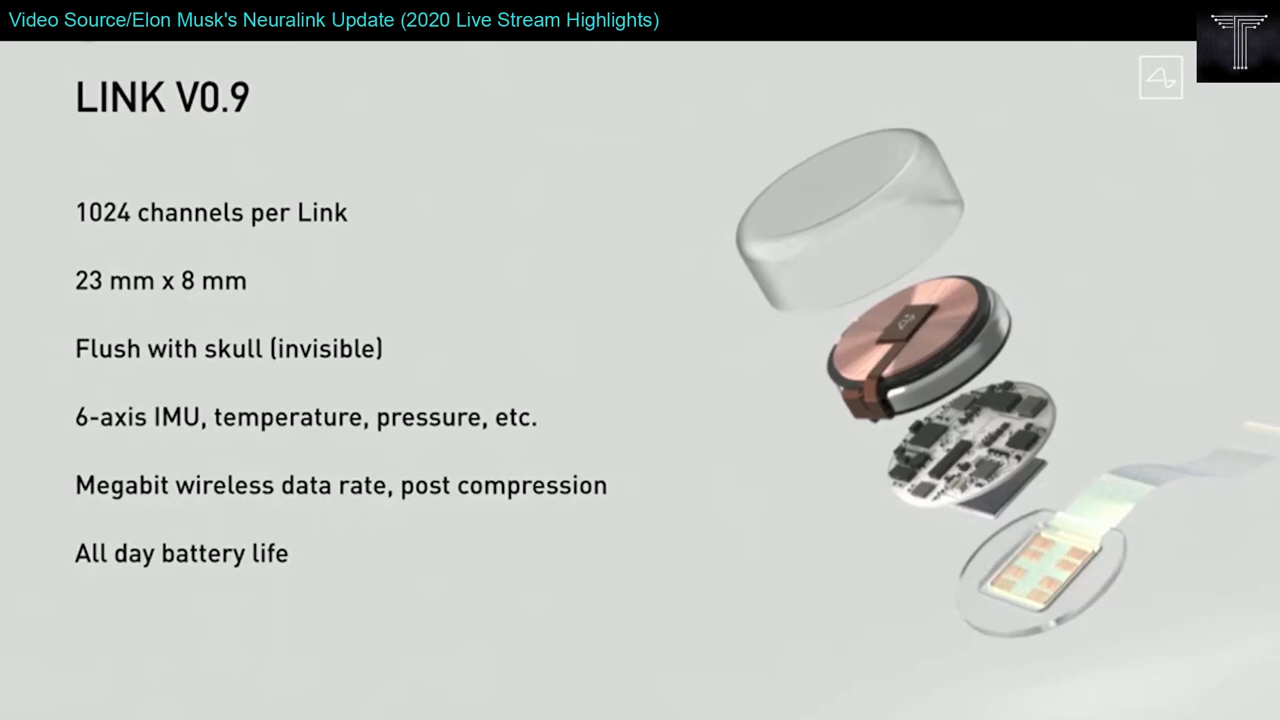 Video Source/Elon Musk's Neuralink Update (2020 Live Stream Highlights)
LINK V0.9
1024 channels per Link
23 mm x 8 mm
Flush with skull (invisible)
6-axis IMU, temperature, pressure, etc.
Megabit wireless data rate, post compression
All day battery life